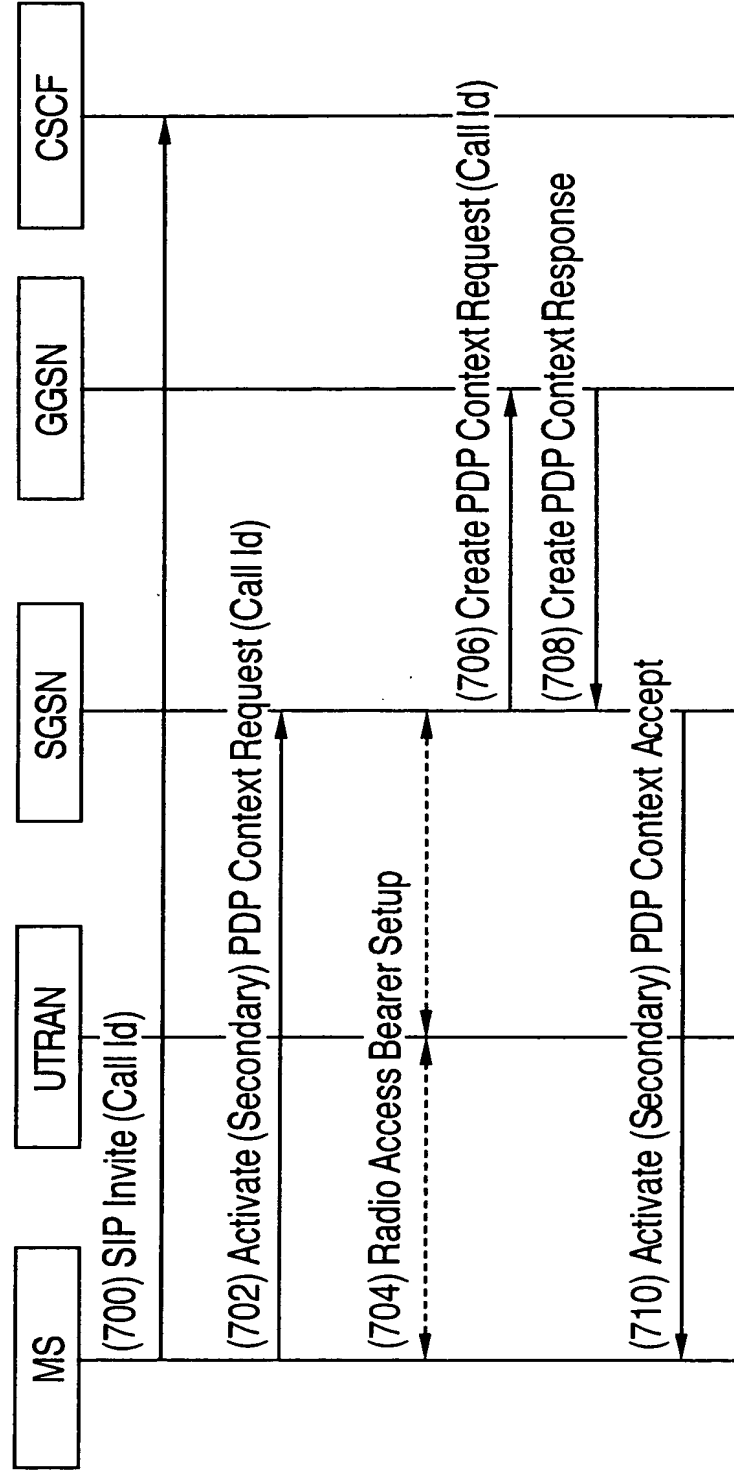 MS
UTRAN
SGSN
GGSN
CSCF
(700) SIP Invite (Call Id)
(702) Activate (Secondary) PDP Context Request (Call Id)
(704) Radio Access Bearer Setup
(706) Create PDP Context Request (Call Id)
(708) Create PDP Context Response
(710) Activate (Secondary) PDP Context Accept